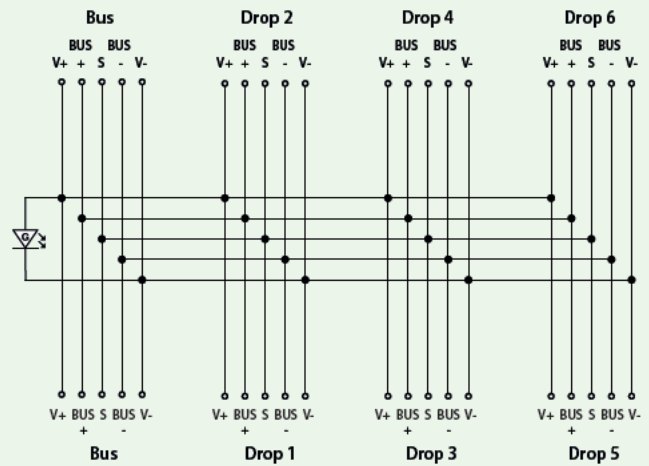 Bus Drop 2 Drop 4 Drop 6
BUS BUS BUS BUS BUS BUS BUS BUS
V+ + S - V- V+ + S - V- V+ + S - V- V+ + S - V-
G
V+ BUS S BUS V- V+ BUS S BUS V- V+ BUS S BUS V- V+ BUS S BUS V-
+ - + - + - + -
Bus Drop 1 Drop 3 Drop 5